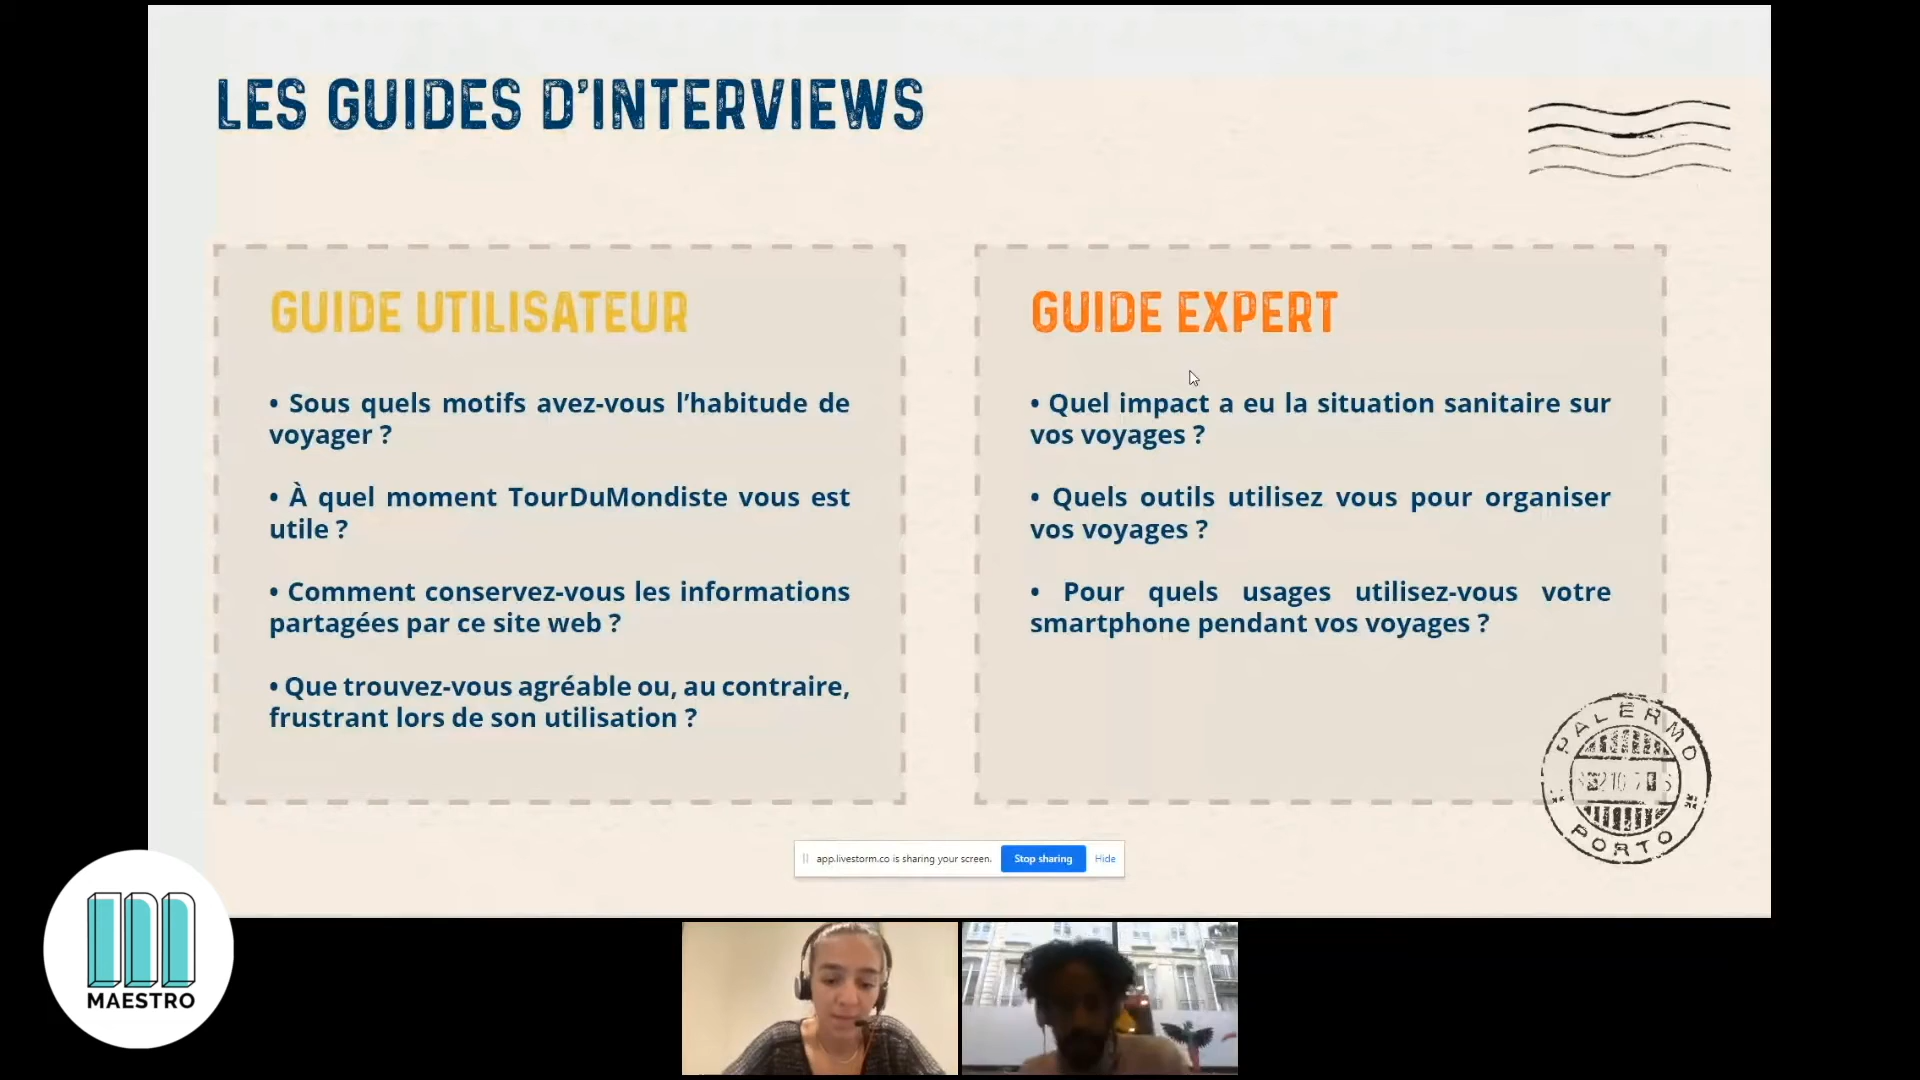 LES GUIDES D'INTERVIEWS
GUIDE UTILISATEUR
• Sous quels motifs avez-vous l'habitude de
voyager ?
• À quel moment TourDuMondiste vous est
utile ?
• Comment conservez-vous les informations
partagées par ce site web ?
• Que trouvez-vous agréable ou, au contraire,
frustrant lors de son utilisation ?
GUIDE EXPERT
• Quel impact a eu la situation sanitaire sur
vos voyages ?
• Quels outils utilisez vous pour organiser
vos voyages ?
• Pour quels usages utilisez-vous votre
smartphone pendant vos voyages ?
PALERMO
PORTO
app.livestorm.co is sharing your screen.
Stop sharing
Hide
MAESTRO